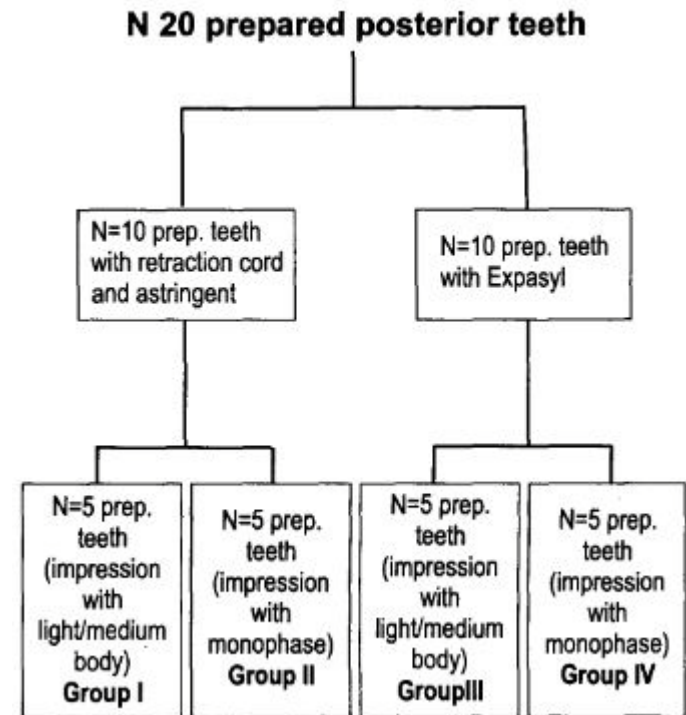 N 20 prepared posterior teeth
N=10 prep. teeth
with retraction cord
and astringent
N=10 prep. teeth
with Expasyl
N=5 prep.
teeth
(impression
with
light/medium
body)
Group I
N=5 prep.
teeth
(impression
with
monophase)
Group II
N=5 prep.
teeth
(impression
with
light/medium
body)
GroupIII
N=5 prep.
teeth
(impression
with
monophase)
Group IV